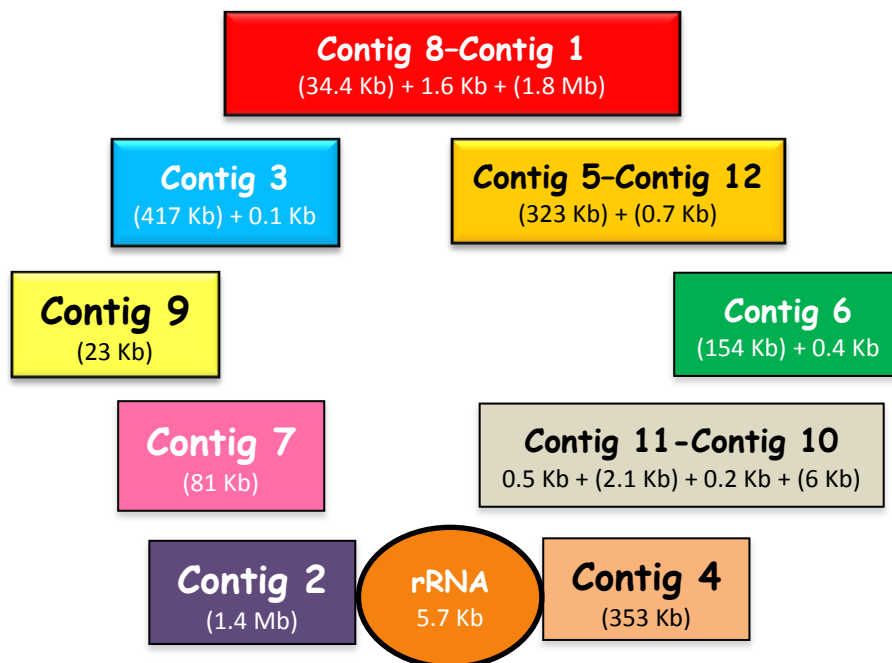 Contig 8–Contig 1
(34.4 Kb) + 1.6 Kb + (1.8 Mb)
Contig 3
(417 Kb) + 0.1 Kb
Contig 5–Contig 12
(323 Kb) + (0.7 Kb)
Contig 9
(23 Kb)
Contig 6
(154 Kb) + 0.4 Kb
Contig 7
(81 Kb)
Contig 11-Contig 10
0.5 Kb + (2.1 Kb) + 0.2 Kb + (6 Kb)
Contig 2
(1.4 Mb)
rRNA
5.7 Kb
Contig 4
(353 Kb)